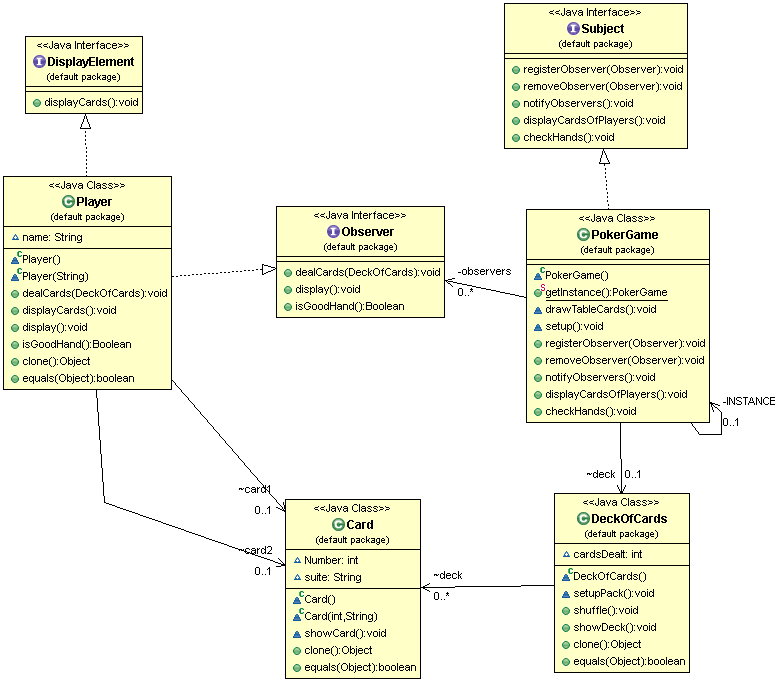 <<Java Interface>>
DisplayElement
(default package)
displayCards():void
<<Java Interface>>
Subject
(default package)
registerObserver(Observer):void
removeObserver(Observer):void
notifyObservers():void
displayCardsOfPlayers():void
checkHands():void
<<Java Class>>
Player
(default package)
name: String
Player()
Player(String)
dealCards(DeckOfCards):void
displayCards():void
display():void
isGoodHand():Boolean
clone():Object
equals(Object):boolean
<<Java Interface>>
Observer
(default package)
dealCards(DeckOfCards):void
display():void
isGoodHand():Boolean
-observers
0..*
<<Java Class>>
PokerGame
(default package)
PokerGame()
getInstance():PokerGame
drawTableCards():void
setup():void
registerObserver(Observer):void
removeObserver(Observer):void
notifyObservers():void
displayCardsOfPlayers():void
checkHands():void
-INSTANCE
0..1
~deck
0..1
~card1
0..1
~card2
0..1
<<Java Class>>
Card
(default package)
Number: int
suite: String
Card()
Card(int,String)
showCard():void
clone():Object
equals(Object):boolean
~deck
0..*
<<Java Class>>
DeckOfCards
(default package)
cardsDealt: int
DeckOfCards()
setupPack():void
shuffle():void
showDeck():void
clone():Object
equals(Object):boolean